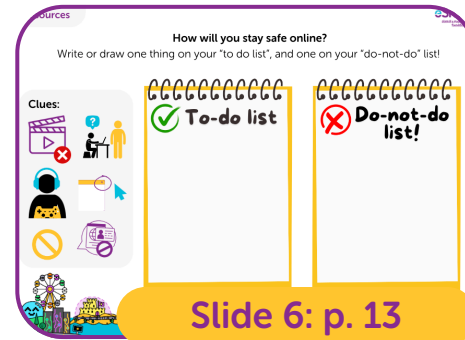 ources
How will you stay safe online?
Write or draw one thing on your "to do list", and one on your "do-not-do" list!
Clues:
To-do list
Do-not-do
list!
Slide 6: p. 13